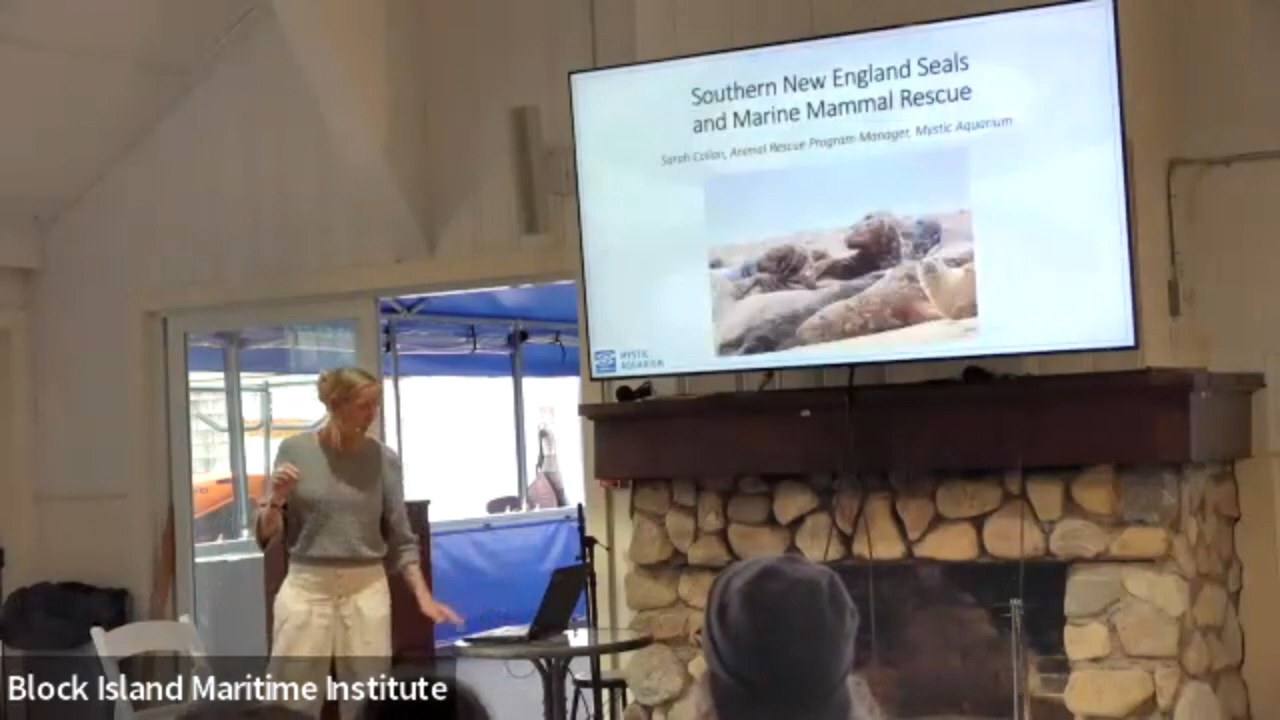 Southern New England Seals
and Marine Mammal Rescue
Sarah Callan, Animal Rescue Program Manager, Mystic Aquarium
MYSTIC
AQUARIUM
Block Island Maritime Institute